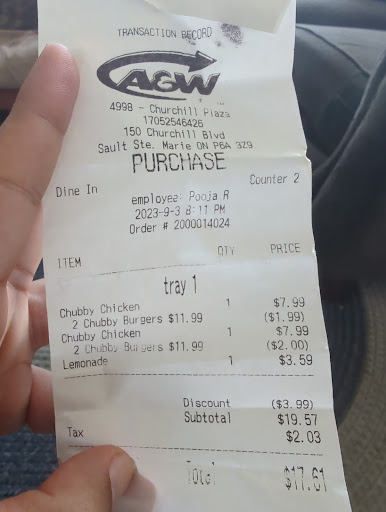 TRANSACTION RECORD
A&W
4998 - Churchill Plaza
17052546426
150 Churchill Blvd
Sault Ste. Marie ON P6A 3Z9
PURCHASE
Dine In Counter 2
employee: Pooja R
2023-9-3 8:11 PM
Order # 2000014024
ITEM QTY PRICE
tray 1
Chubby Chicken 1 $7.99
2 Chubby Burgers $11.99 ($1.99)
Chubby Chicken 1 $7.99
2 Chubby Burgers $11.99 ($2.00)
Lemonade 1 $3.59
Discount ($3.99)
Subtotal $19.57
Tax $2.03
Total $17.61